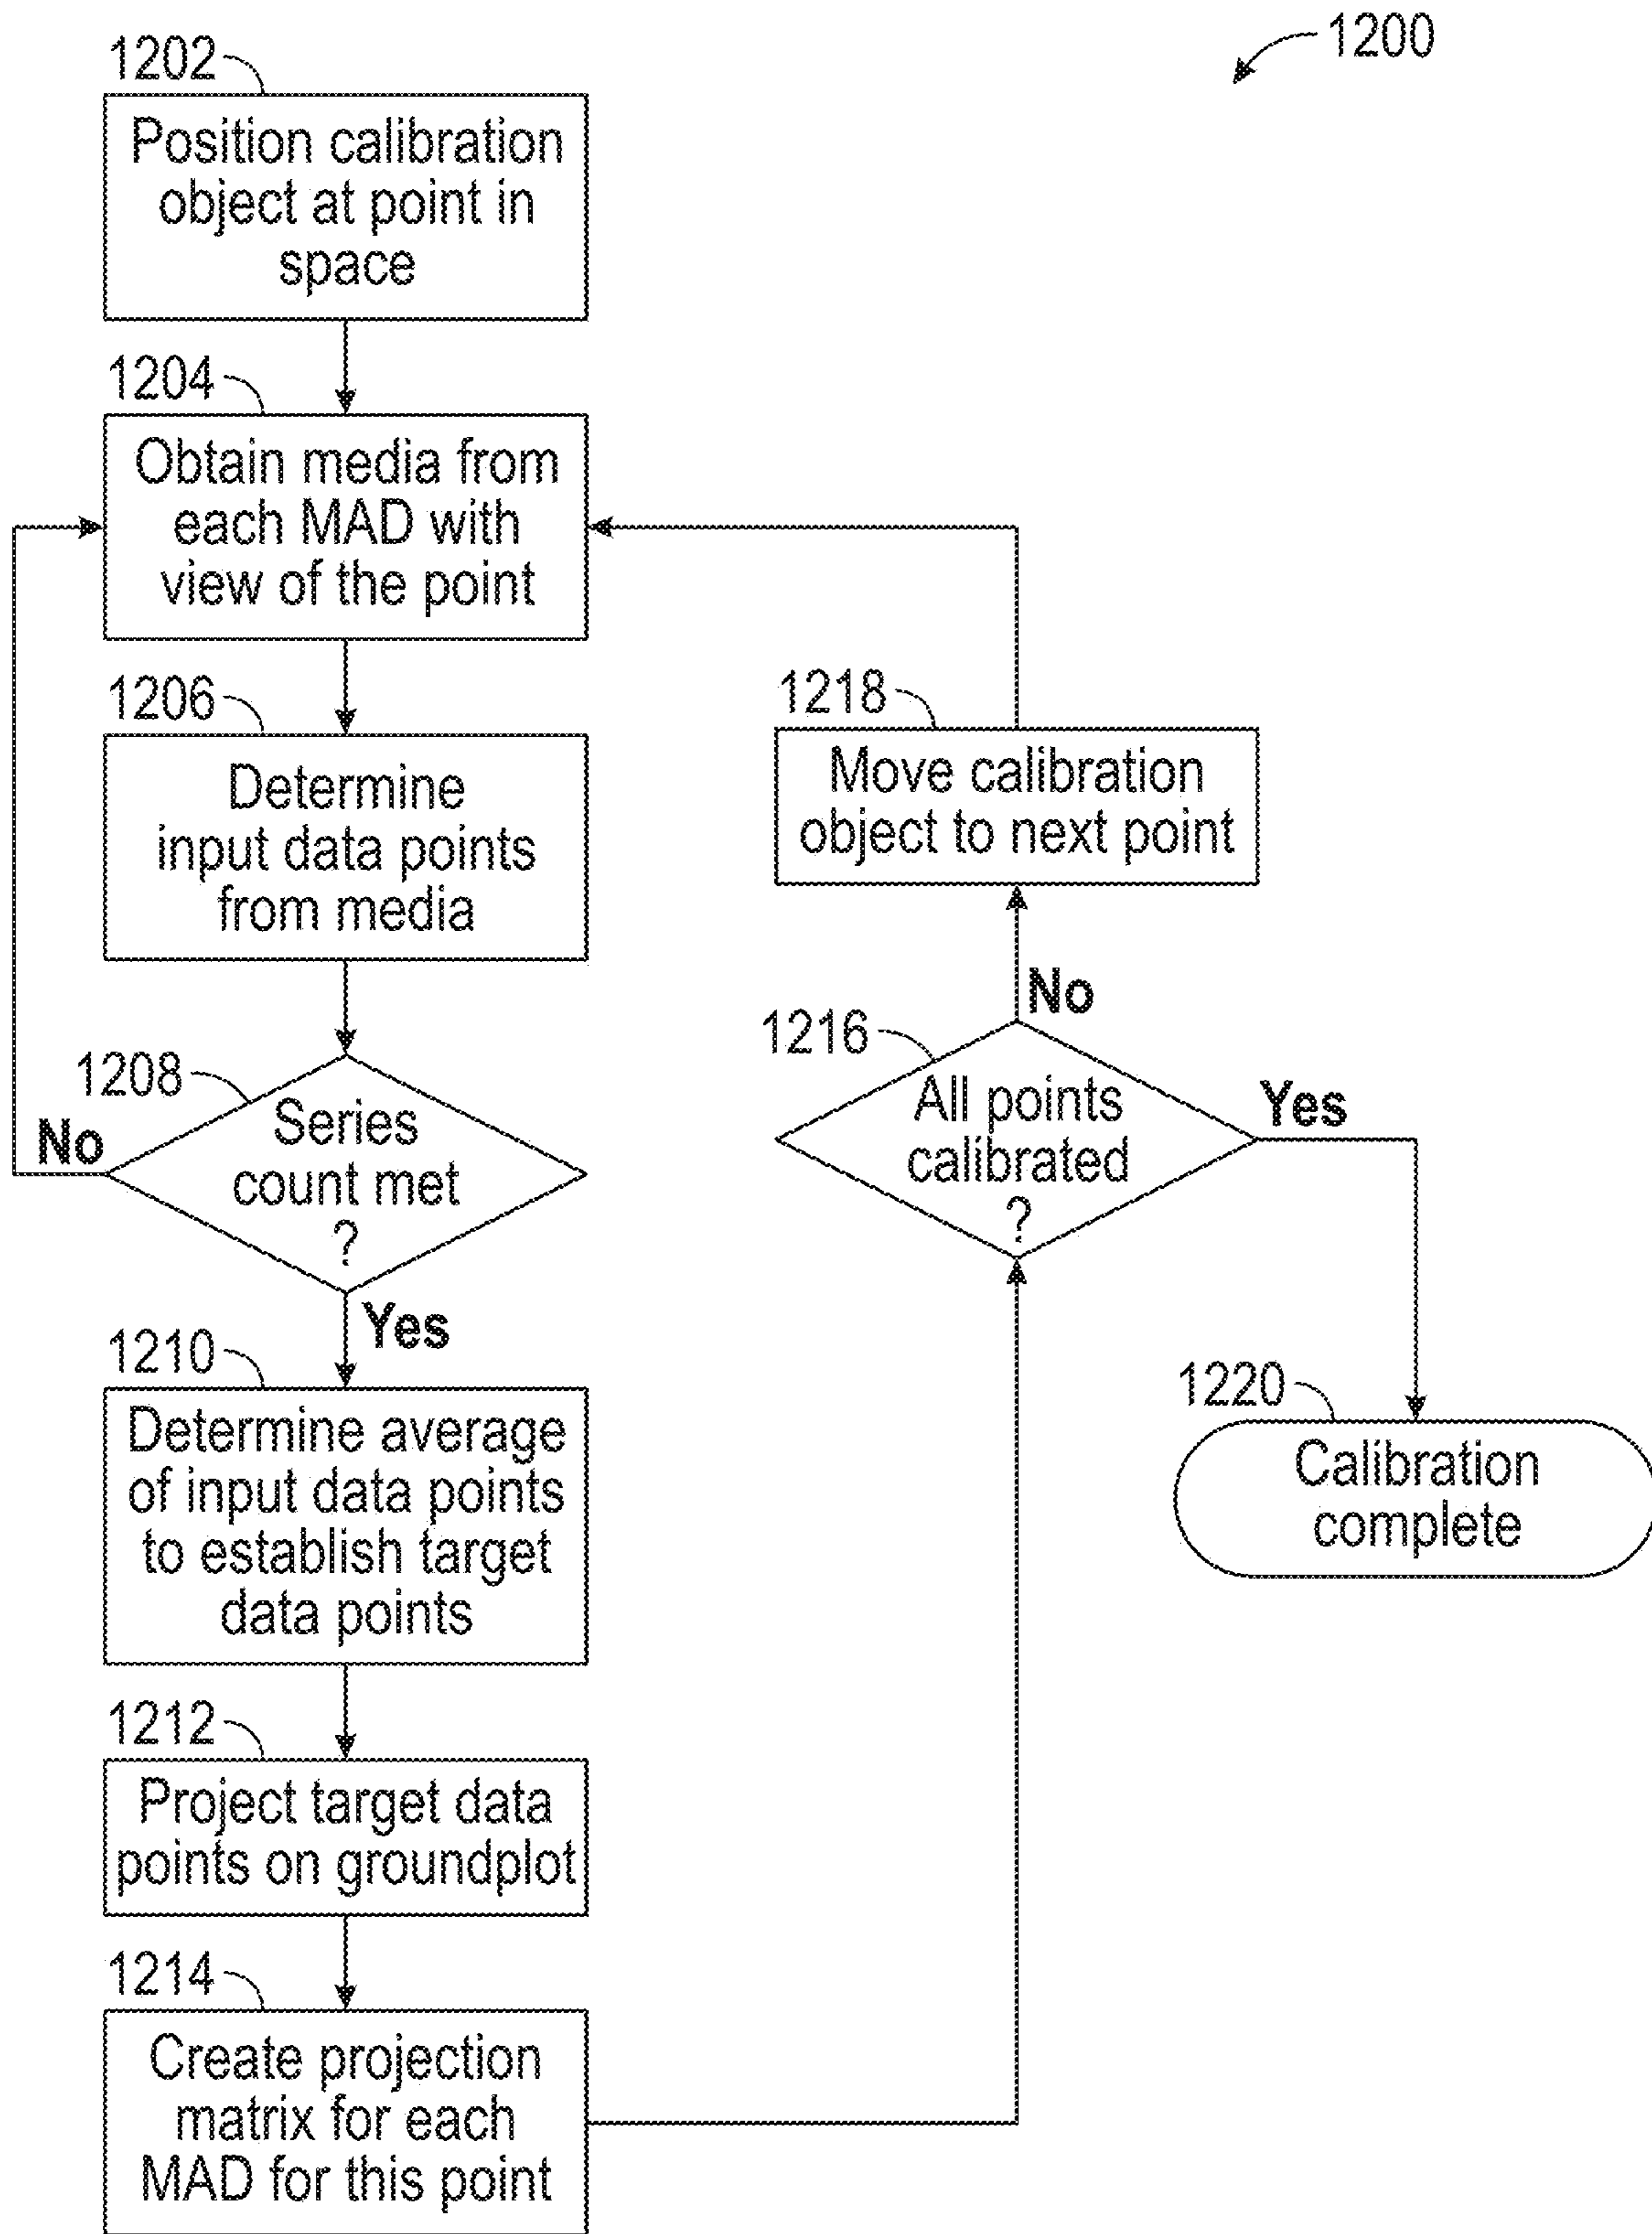 1200
1202
Position calibration
object at point in
space
1204
Obtain media from
each MAD with
view of the point
1206
Determine
input data points
from media
1208
Series
count met
?
No
Yes
1210
Determine average
of input data points
to establish target
data points
1212
Project target data
points on groundplot
1214
Create projection
matrix for each
MAD for this point
1216
All points
calibrated
?
No
Yes
1218
Move calibration
object to next point
1220
Calibration
complete